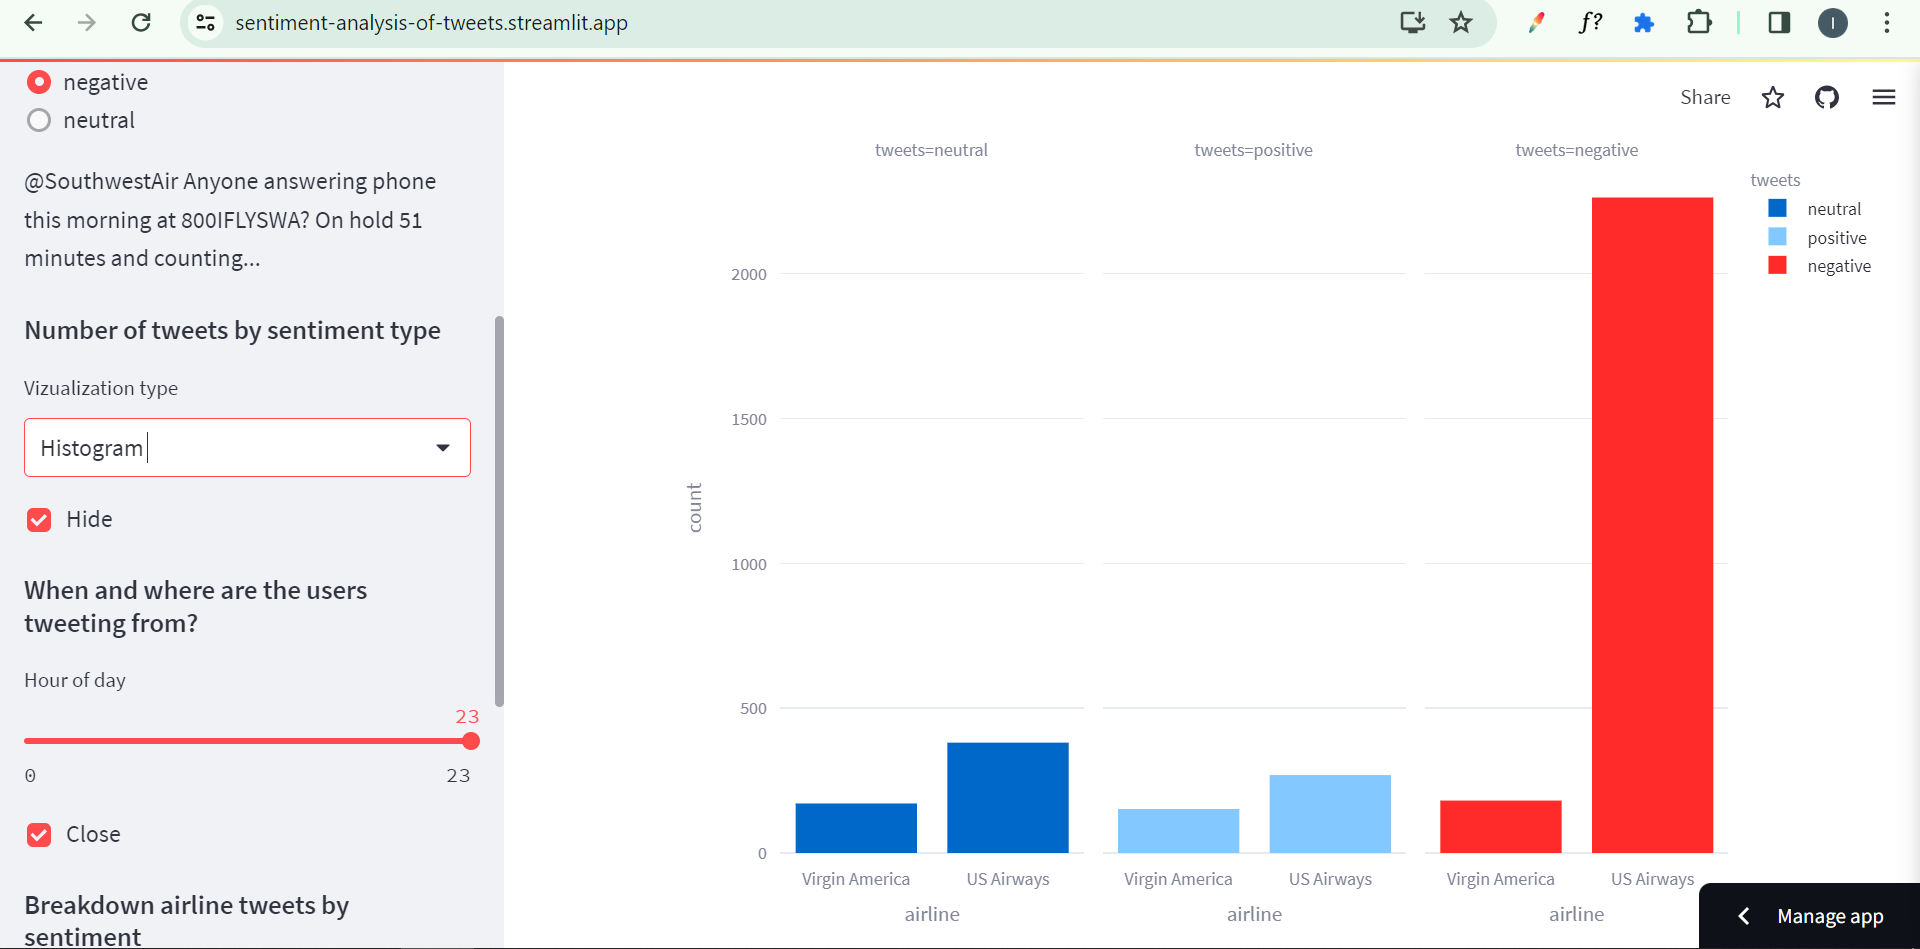 sentiment-analysis-of-tweets.streamlit.app
f?
I
negative
neutral
@SouthwestAir Anyone answering phone
this morning at 800IFLYSWA? On hold 51
minutes and counting...
Number of tweets by sentiment type
Vizualization type
Histogram
Hide
When and where are the users
tweeting from?
Hour of day
23
0 23
Close
Breakdown airline tweets by
sentiment
Share
tweets=neutral tweets=positive tweets=negative
tweets
neutral
positive
negative
count
2000
1500
1000
500
0
Virgin America US Airways Virgin America US Airways Virgin America US Airways
airline airline airline
Manage app